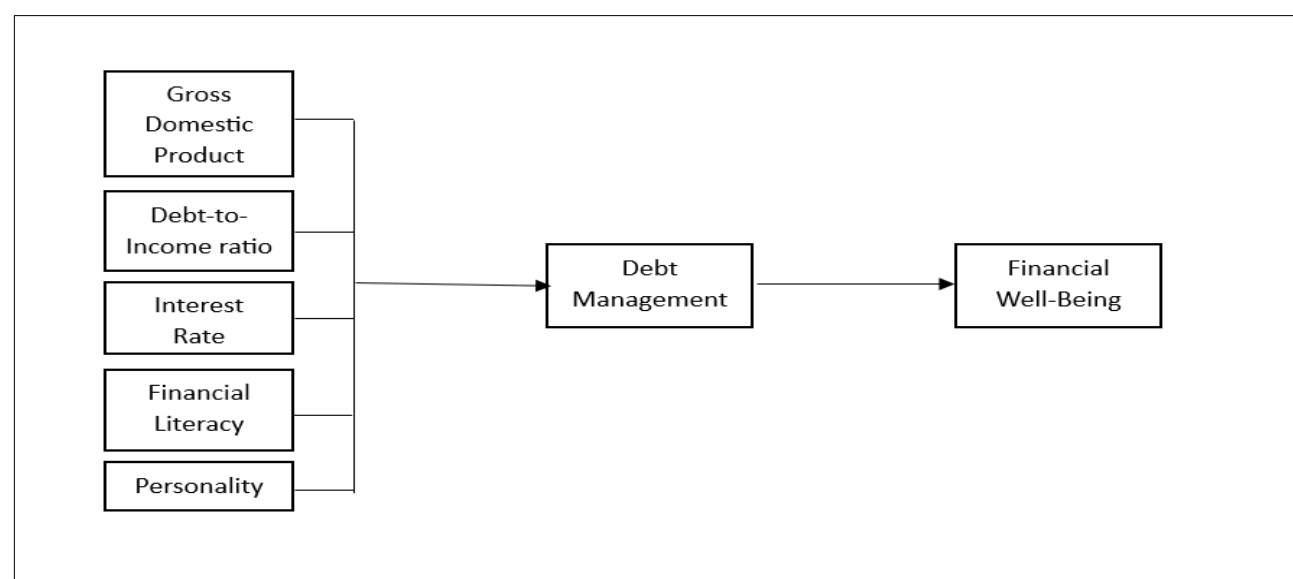 Gross
Domestic
Product
Debt-to-
Income ratio
Interest
Rate
Financial
Literacy
Personality
Debt
Management
Financial
Well-Being